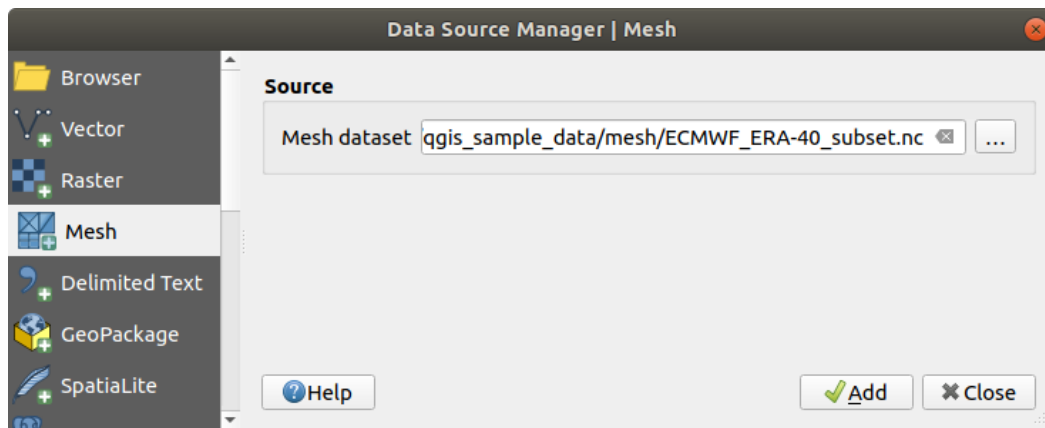 Data Source Manager | Mesh
Browser
Vector
Raster
Mesh
Delimited Text
GeoPackage
SpatiaLite
Source
Mesh dataset qgis_sample_data/mesh/ECMWF_ERA-40_subset.nc ...
Help
Add
Close